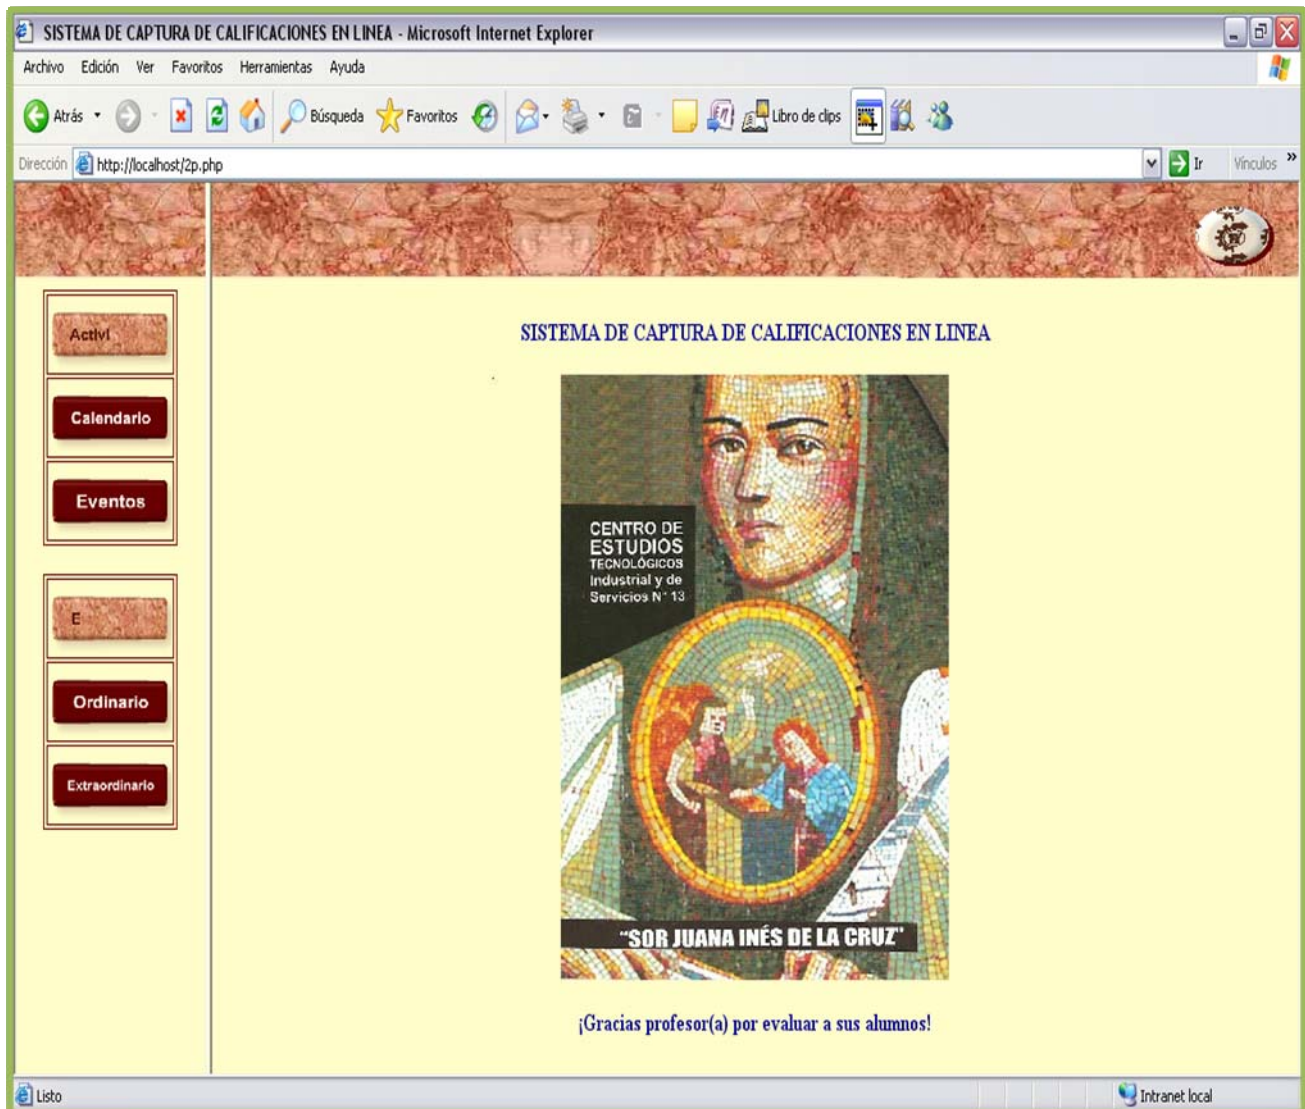 SISTEMA DE CAPTURA DE CALIFICACIONES EN LINEA - Microsoft Internet Explorer
Archivo Edición Ver Favoritos Herramientas Ayuda
Atrás Búsqueda Favoritos Libro de clips
Dirección http://localhost/2p.php Ir Vínculos »
Activi
Calendario
Eventos
E
Ordinario
Extraordinario
SISTEMA DE CAPTURA DE CALIFICACIONES EN LINEA
CENTRO DE
ESTUDIOS
TECNOLÓGICOS
Industrial y de
Servicios N° 13
"SOR JUANA INÉS DE LA CRUZ"
¡Gracias profesor(a) por evaluar a sus alumnos!
Listo Intranet local